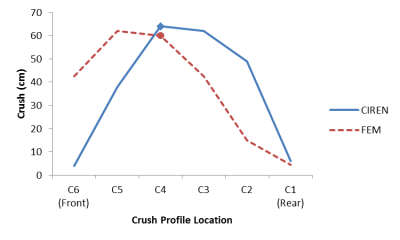 70
60
50
40
30
20
10
0
Crush (cm)
C6 C5 C4 C3 C2 C1
(Front) (Rear)
Crush Profile Location
CIREN
FEM